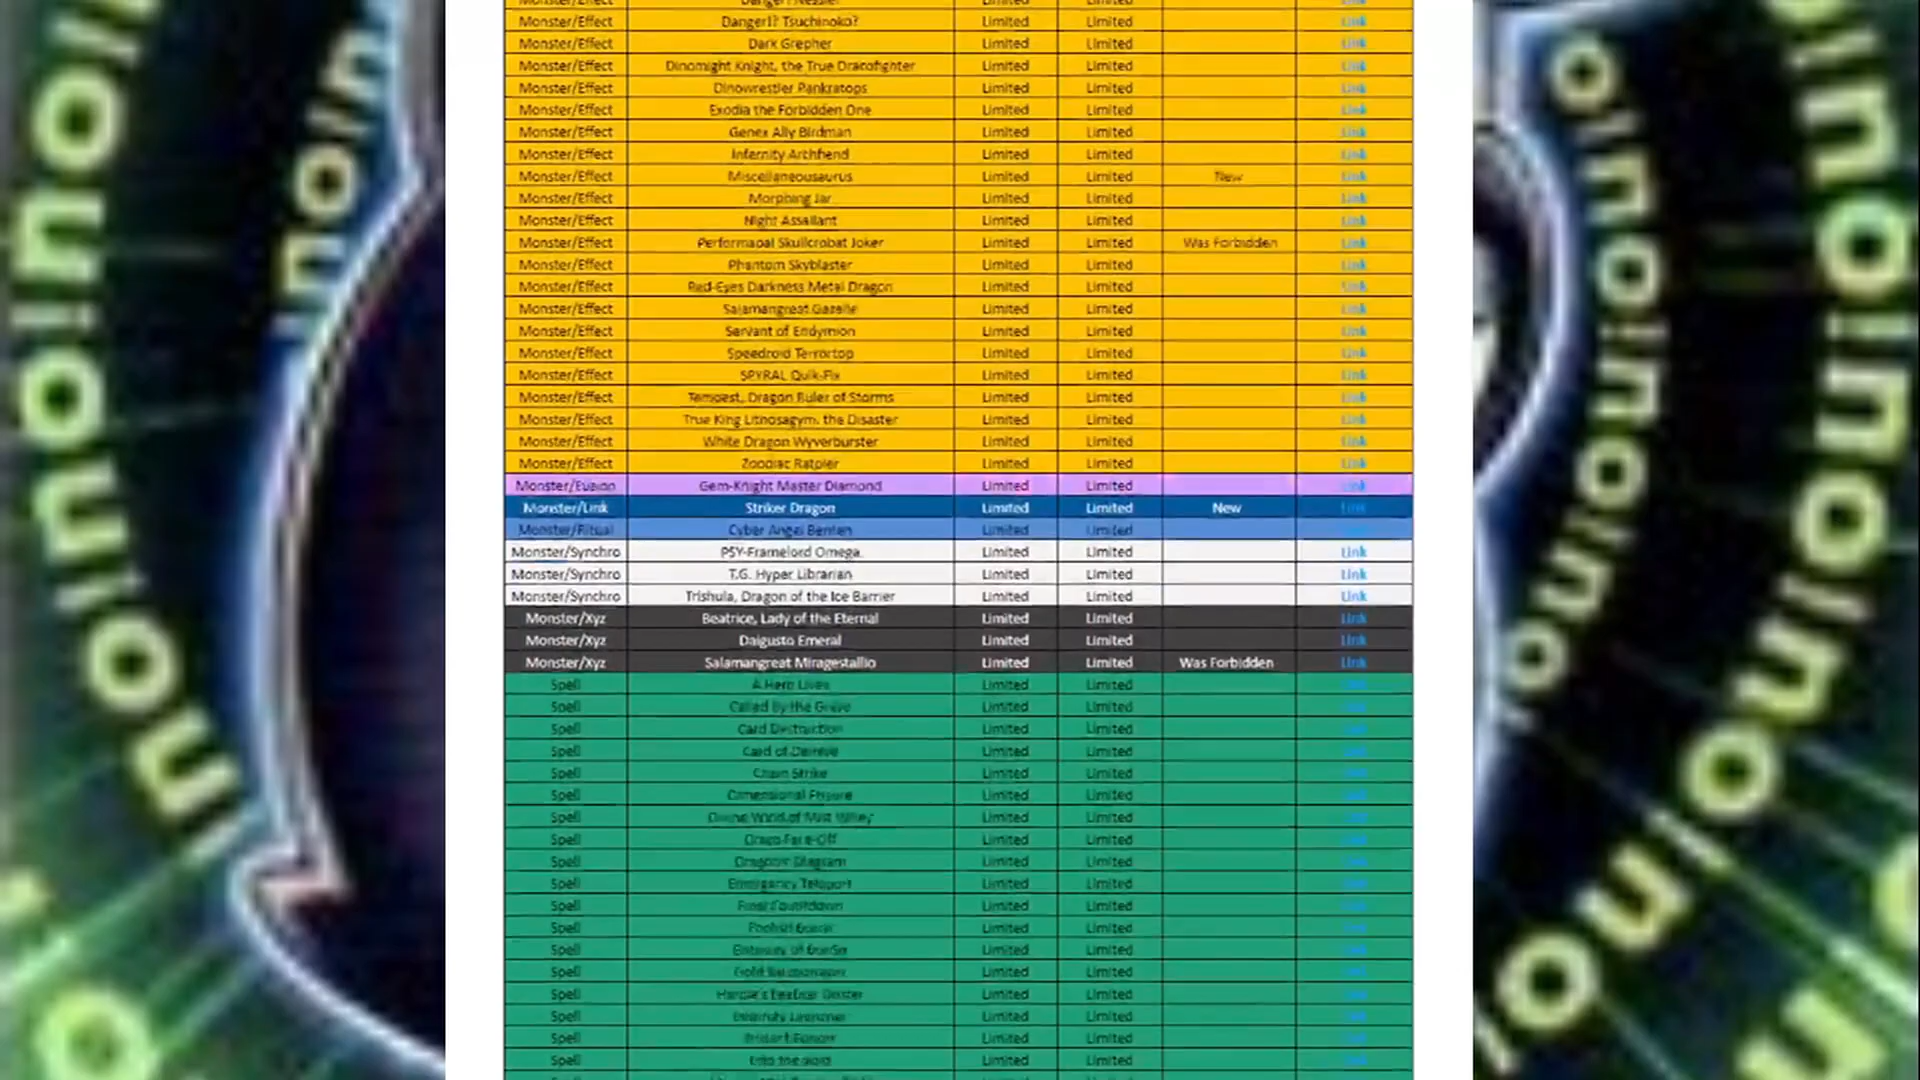 Monster/Effect Danger!? Tsuchinoko? Limited Limited Link
Monster/Effect Dark Grepher Limited Limited Link
Monster/Effect Dinomight Knight, the True Dracofighter Limited Limited Link
Monster/Effect Dinowrestler Pankratops Limited Limited Link
Monster/Effect Exodia the Forbidden One Limited Limited Link
Monster/Effect Genex Ally Birdman Limited Limited Link
Monster/Effect Infernity Archfiend Limited Limited Link
Monster/Effect Miscellaneousaurus Limited Limited New Link
Monster/Effect Morphing Jar Limited Limited Link
Monster/Effect Night Assailant Limited Limited Link
Monster/Effect Performapal Skullcrobat Joker Limited Limited Was Forbidden Link
Monster/Effect Phantom Skyblaster Limited Limited Link
Monster/Effect Red-Eyes Darkness Metal Dragon Limited Limited Link
Monster/Effect Salamangreat Gazelle Limited Limited Link
Monster/Effect Servant of Endymion Limited Limited Link
Monster/Effect Speedroid Terrortop Limited Limited Link
Monster/Effect SPYRAL Quik-Fix Limited Limited Link
Monster/Effect Tempest, Dragon Ruler of Storms Limited Limited Link
Monster/Effect True King Lithosagym, the Disaster Limited Limited Link
Monster/Effect White Dragon Wyverburster Limited Limited Link
Monster/Effect Zoodiac Ratpier Limited Limited Link
Monster/Fusion Gem-Knight Master Diamond Limited Limited Link
Monster/Link Striker Dragon Limited Limited New Link
Monster/Ritual Cyber Angel Benten Limited Limited
Monster/Synchro PSY-Framelord Omega Limited Limited Link
Monster/Synchro T.G. Hyper Librarian Limited Limited Link
Monster/Synchro Trishula, Dragon of the Ice Barrier Limited Limited Link
Monster/Xyz Beatrice, Lady of the Eternal Limited Limited Link
Monster/Xyz Daigusto Emeral Limited Limited Link
Monster/Xyz Salamangreat Miragestallio Limited Limited Was Forbidden Link
Spell A Hero Lives Limited Limited
Spell Called by the Grave Limited Limited
Spell Card Destruction Limited Limited
Spell Card of Demise Limited Limited
Spell Chain Strike Limited Limited
Spell Dimensional Fissure Limited Limited
Spell Divine Wind of Mist Valley Limited Limited
Spell Draco Face-Off Limited Limited
Spell Dragonic Diagram Limited Limited
Spell Emergency Teleport Limited Limited
Spell Final Countdown Limited Limited
Spell Foolish Burial Limited Limited
Spell Gateway of Limited Limited
Spell Gold Sarcophagus Limited Limited
Spell Harpie's Feather Duster Limited Limited
Spell Infernity Launcher Limited Limited
Spell Instant Fusion Limited Limited
Spell Into the Void Limited Limited